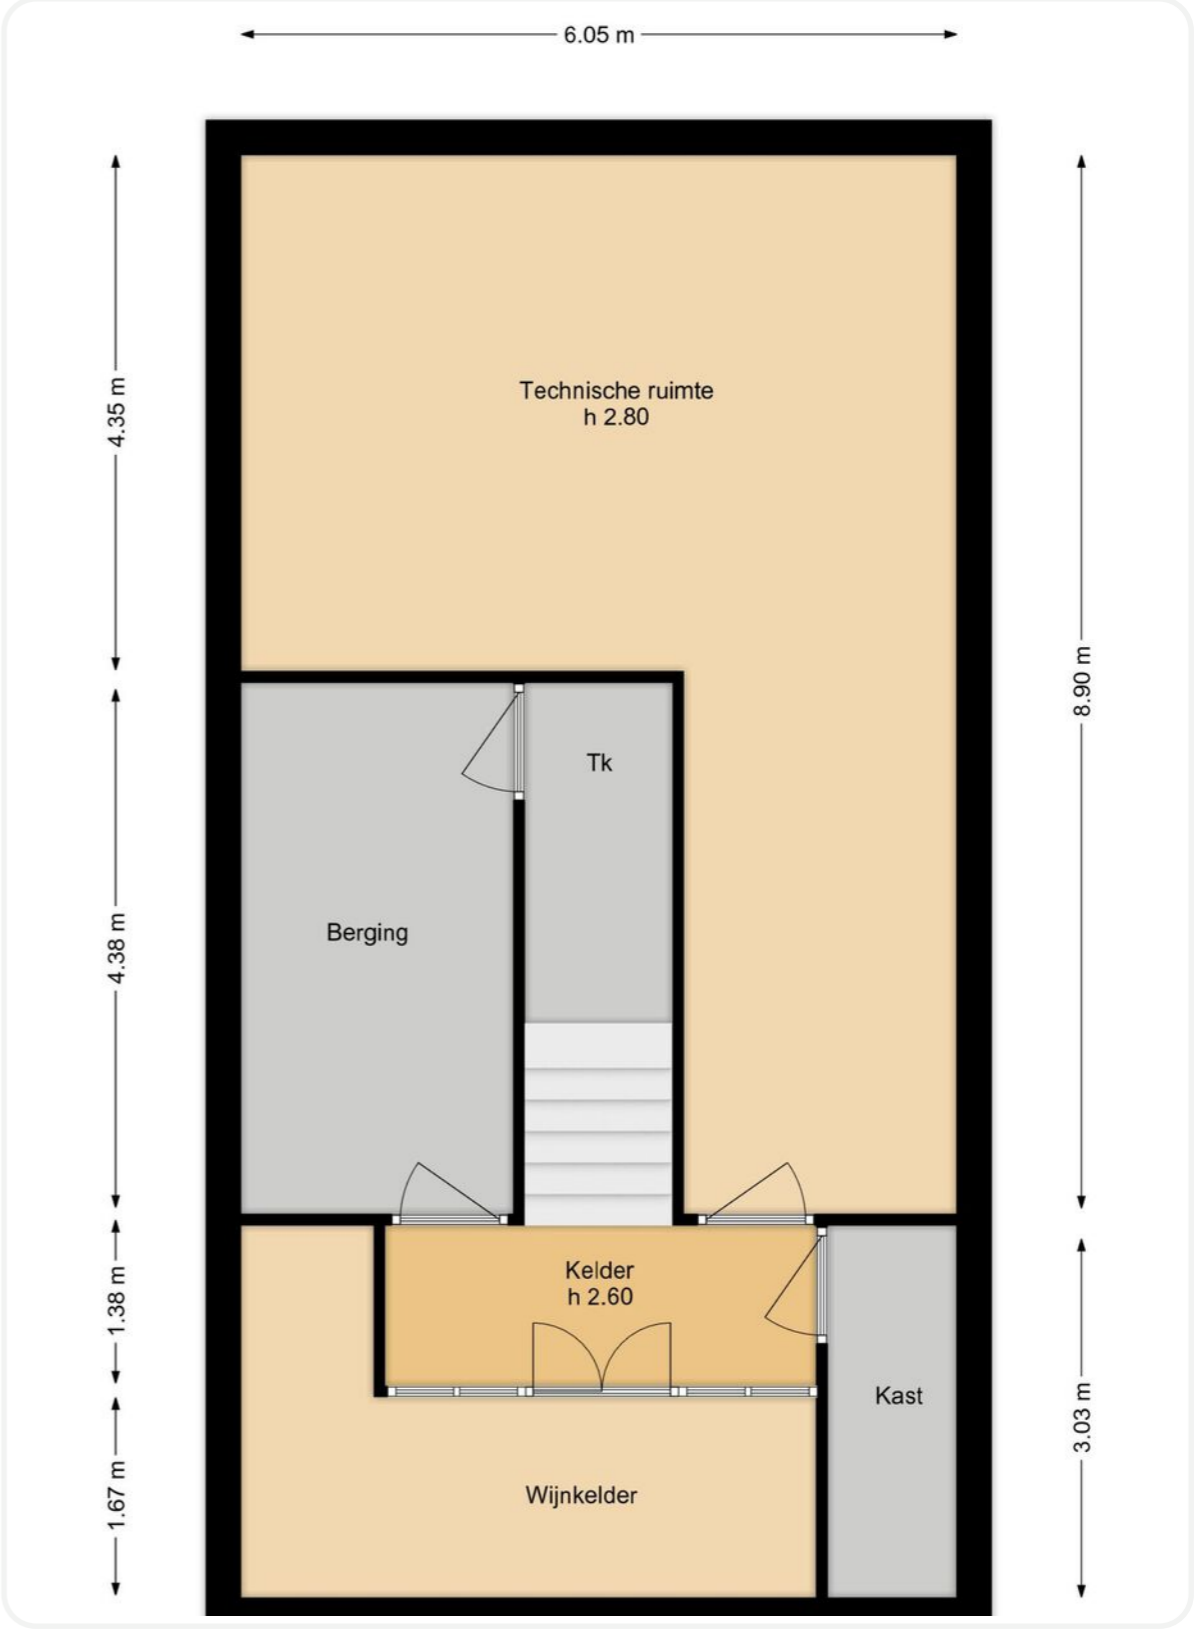 6.05 m
4.35 m
Technische ruimte
h 2.80
8.90 m
Tk
4.38 m
Berging
1.38 m
Kelder
h 2.60
Kast
3.03 m
1.67 m
Wijnkelder